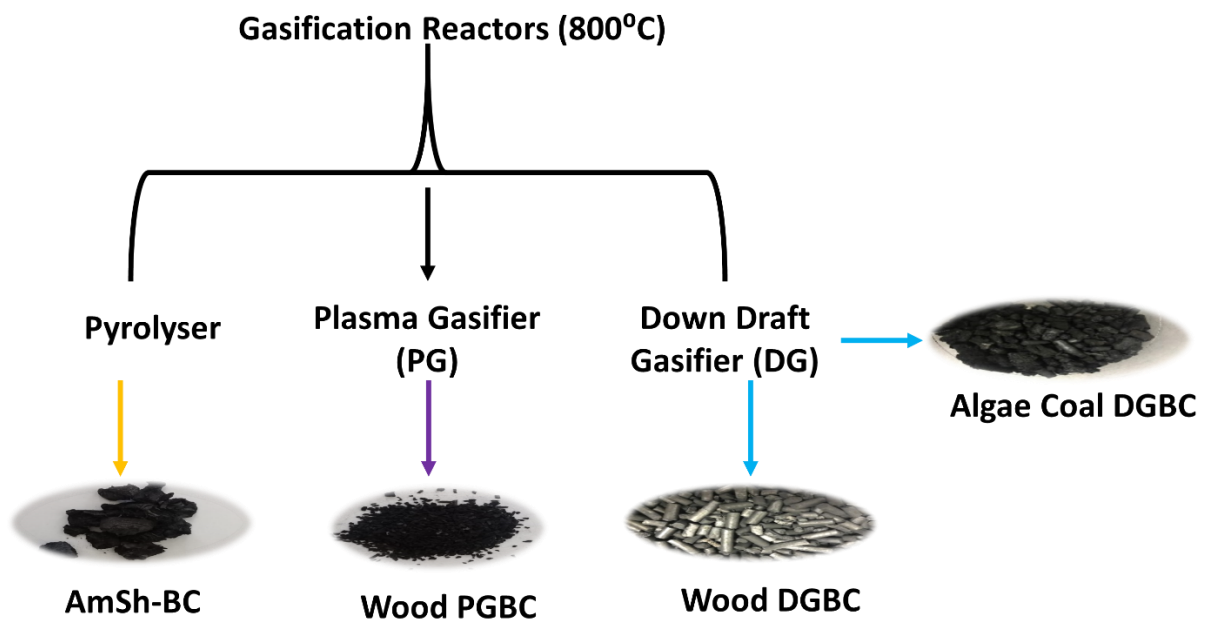 Gasification Reactors (800⁰C)
Pyrolyser
Plasma Gasifier
(PG)
Down Draft
Gasifier (DG)
Algae Coal DGBC
AmSh-BC
Wood PGBC
Wood DGBC